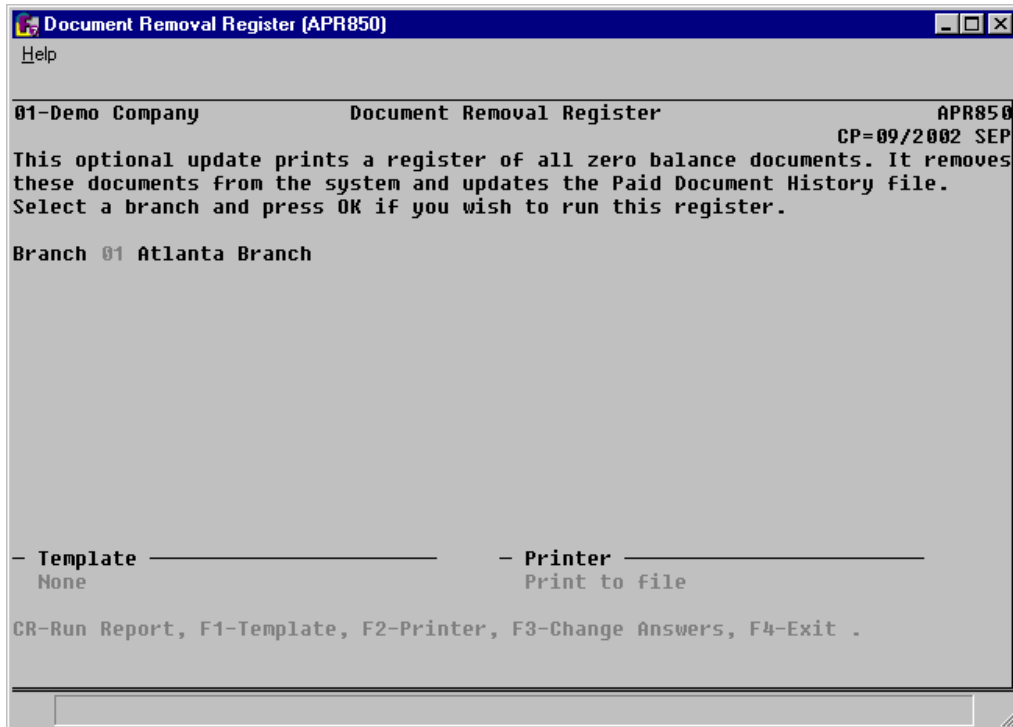 Document Removal Register (APR850)
Help
01-Demo Company Document Removal Register APR850
CP=09/2002 SEP
This optional update prints a register of all zero balance documents. It removes
these documents from the system and updates the Paid Document History file.
Select a branch and press OK if you wish to run this register.
Branch 01 Atlanta Branch
- Template - Printer
None Print to file
CR-Run Report, F1-Template, F2-Printer, F3-Change Answers, F4-Exit .